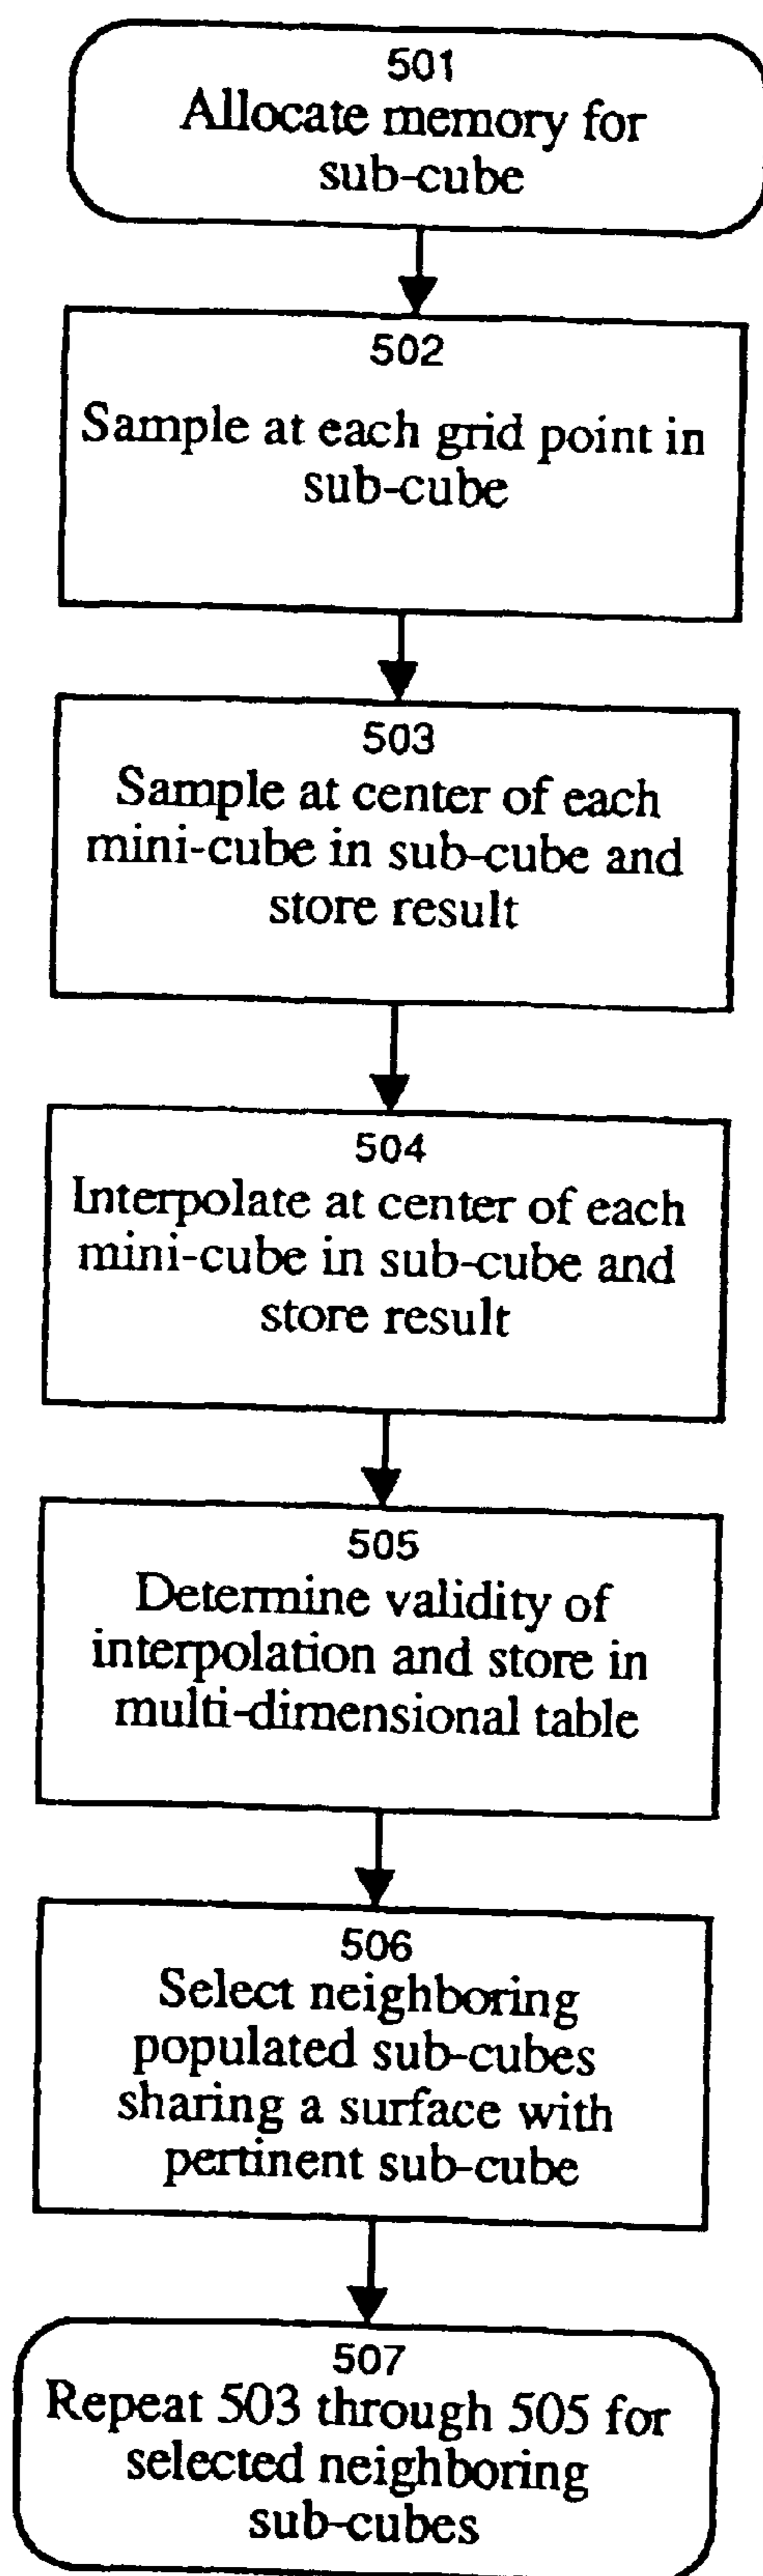 501
Allocate memory for
sub-cube
502
Sample at each grid point in
sub-cube
503
Sample at center of each
mini-cube in sub-cube and
store result
504
Interpolate at center of each
mini-cube in sub-cube and
store result
505
Determine validity of
interpolation and store in
multi-dimensional table
506
Select neighboring
populated sub-cubes
sharing a surface with
pertinent sub-cube
507
Repeat 503 through 505 for
selected neighboring
sub-cubes